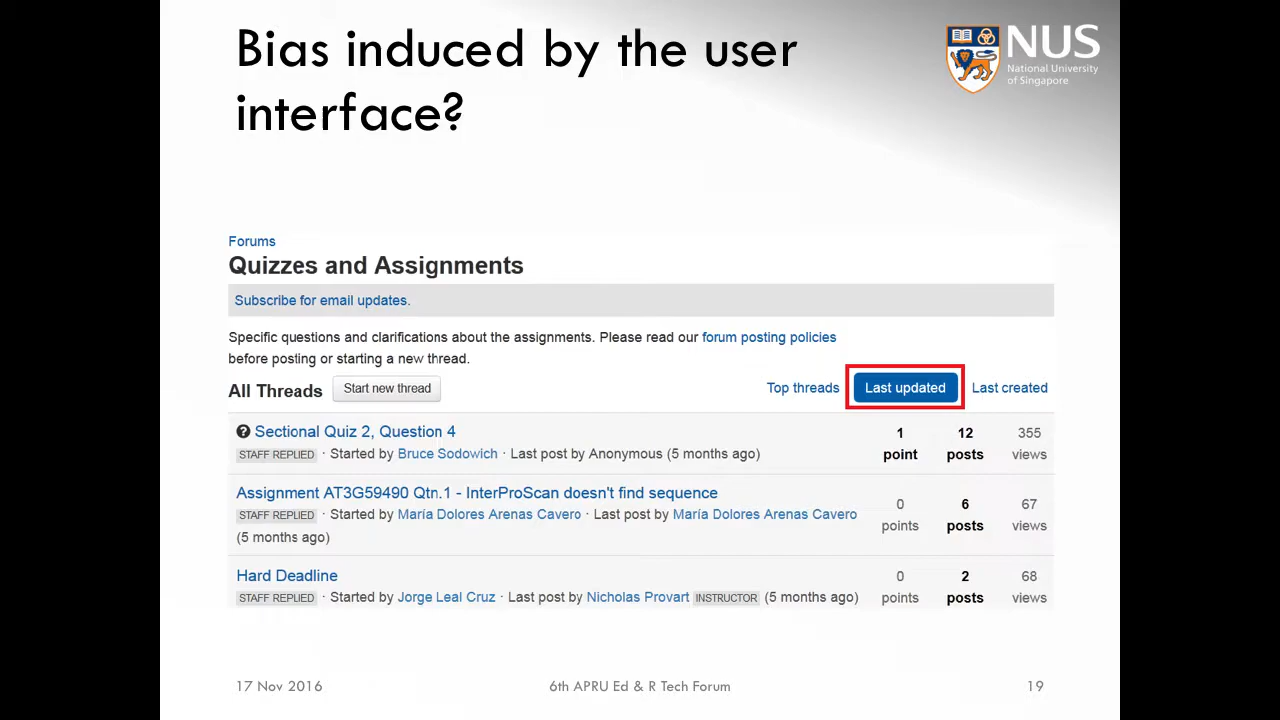 Bias induced by the user
interface?
NUS
National University
of Singapore
Forums
Quizzes and Assignments
Subscribe for email updates.
Specific questions and clarifications about the assignments. Please read our forum posting policies
before posting or starting a new thread.
All Threads Start new thread Top threads Last updated Last created
? Sectional Quiz 2, Question 4 1 12 355
STAFF REPLIED · Started by Bruce Sodowich · Last post by Anonymous (5 months ago) point posts views
Assignment AT3G59490 Qtn.1 - InterProScan doesn't find sequence 0 6 67
STAFF REPLIED · Started by María Dolores Arenas Cavero · Last post by María Dolores Arenas Cavero points posts views
(5 months ago)
Hard Deadline 0 2 68
STAFF REPLIED · Started by Jorge Leal Cruz · Last post by Nicholas Provart INSTRUCTOR (5 months ago) points posts views
17 Nov 2016 6th APRU Ed & R Tech Forum 19